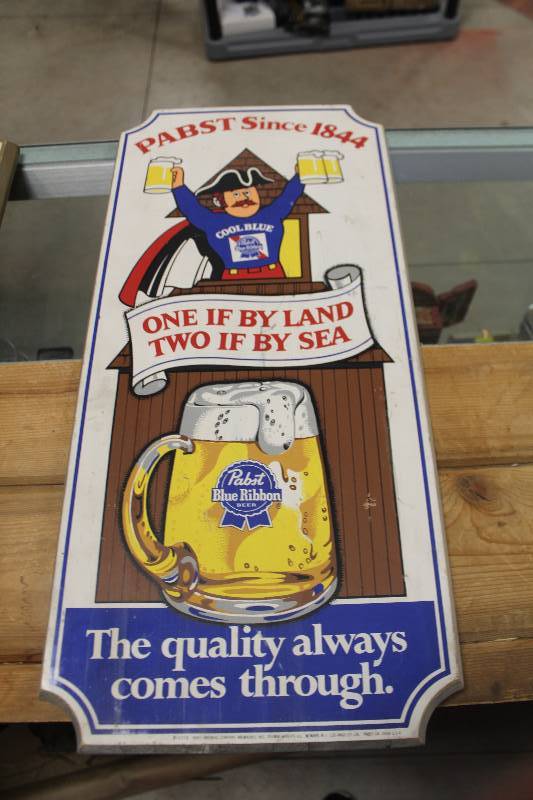 PABST Since 1844
COOL BLUE
ONE IF BY LAND
TWO IF BY SEA
Pabst
Blue Ribbon
BEER
The quality always
comes through.